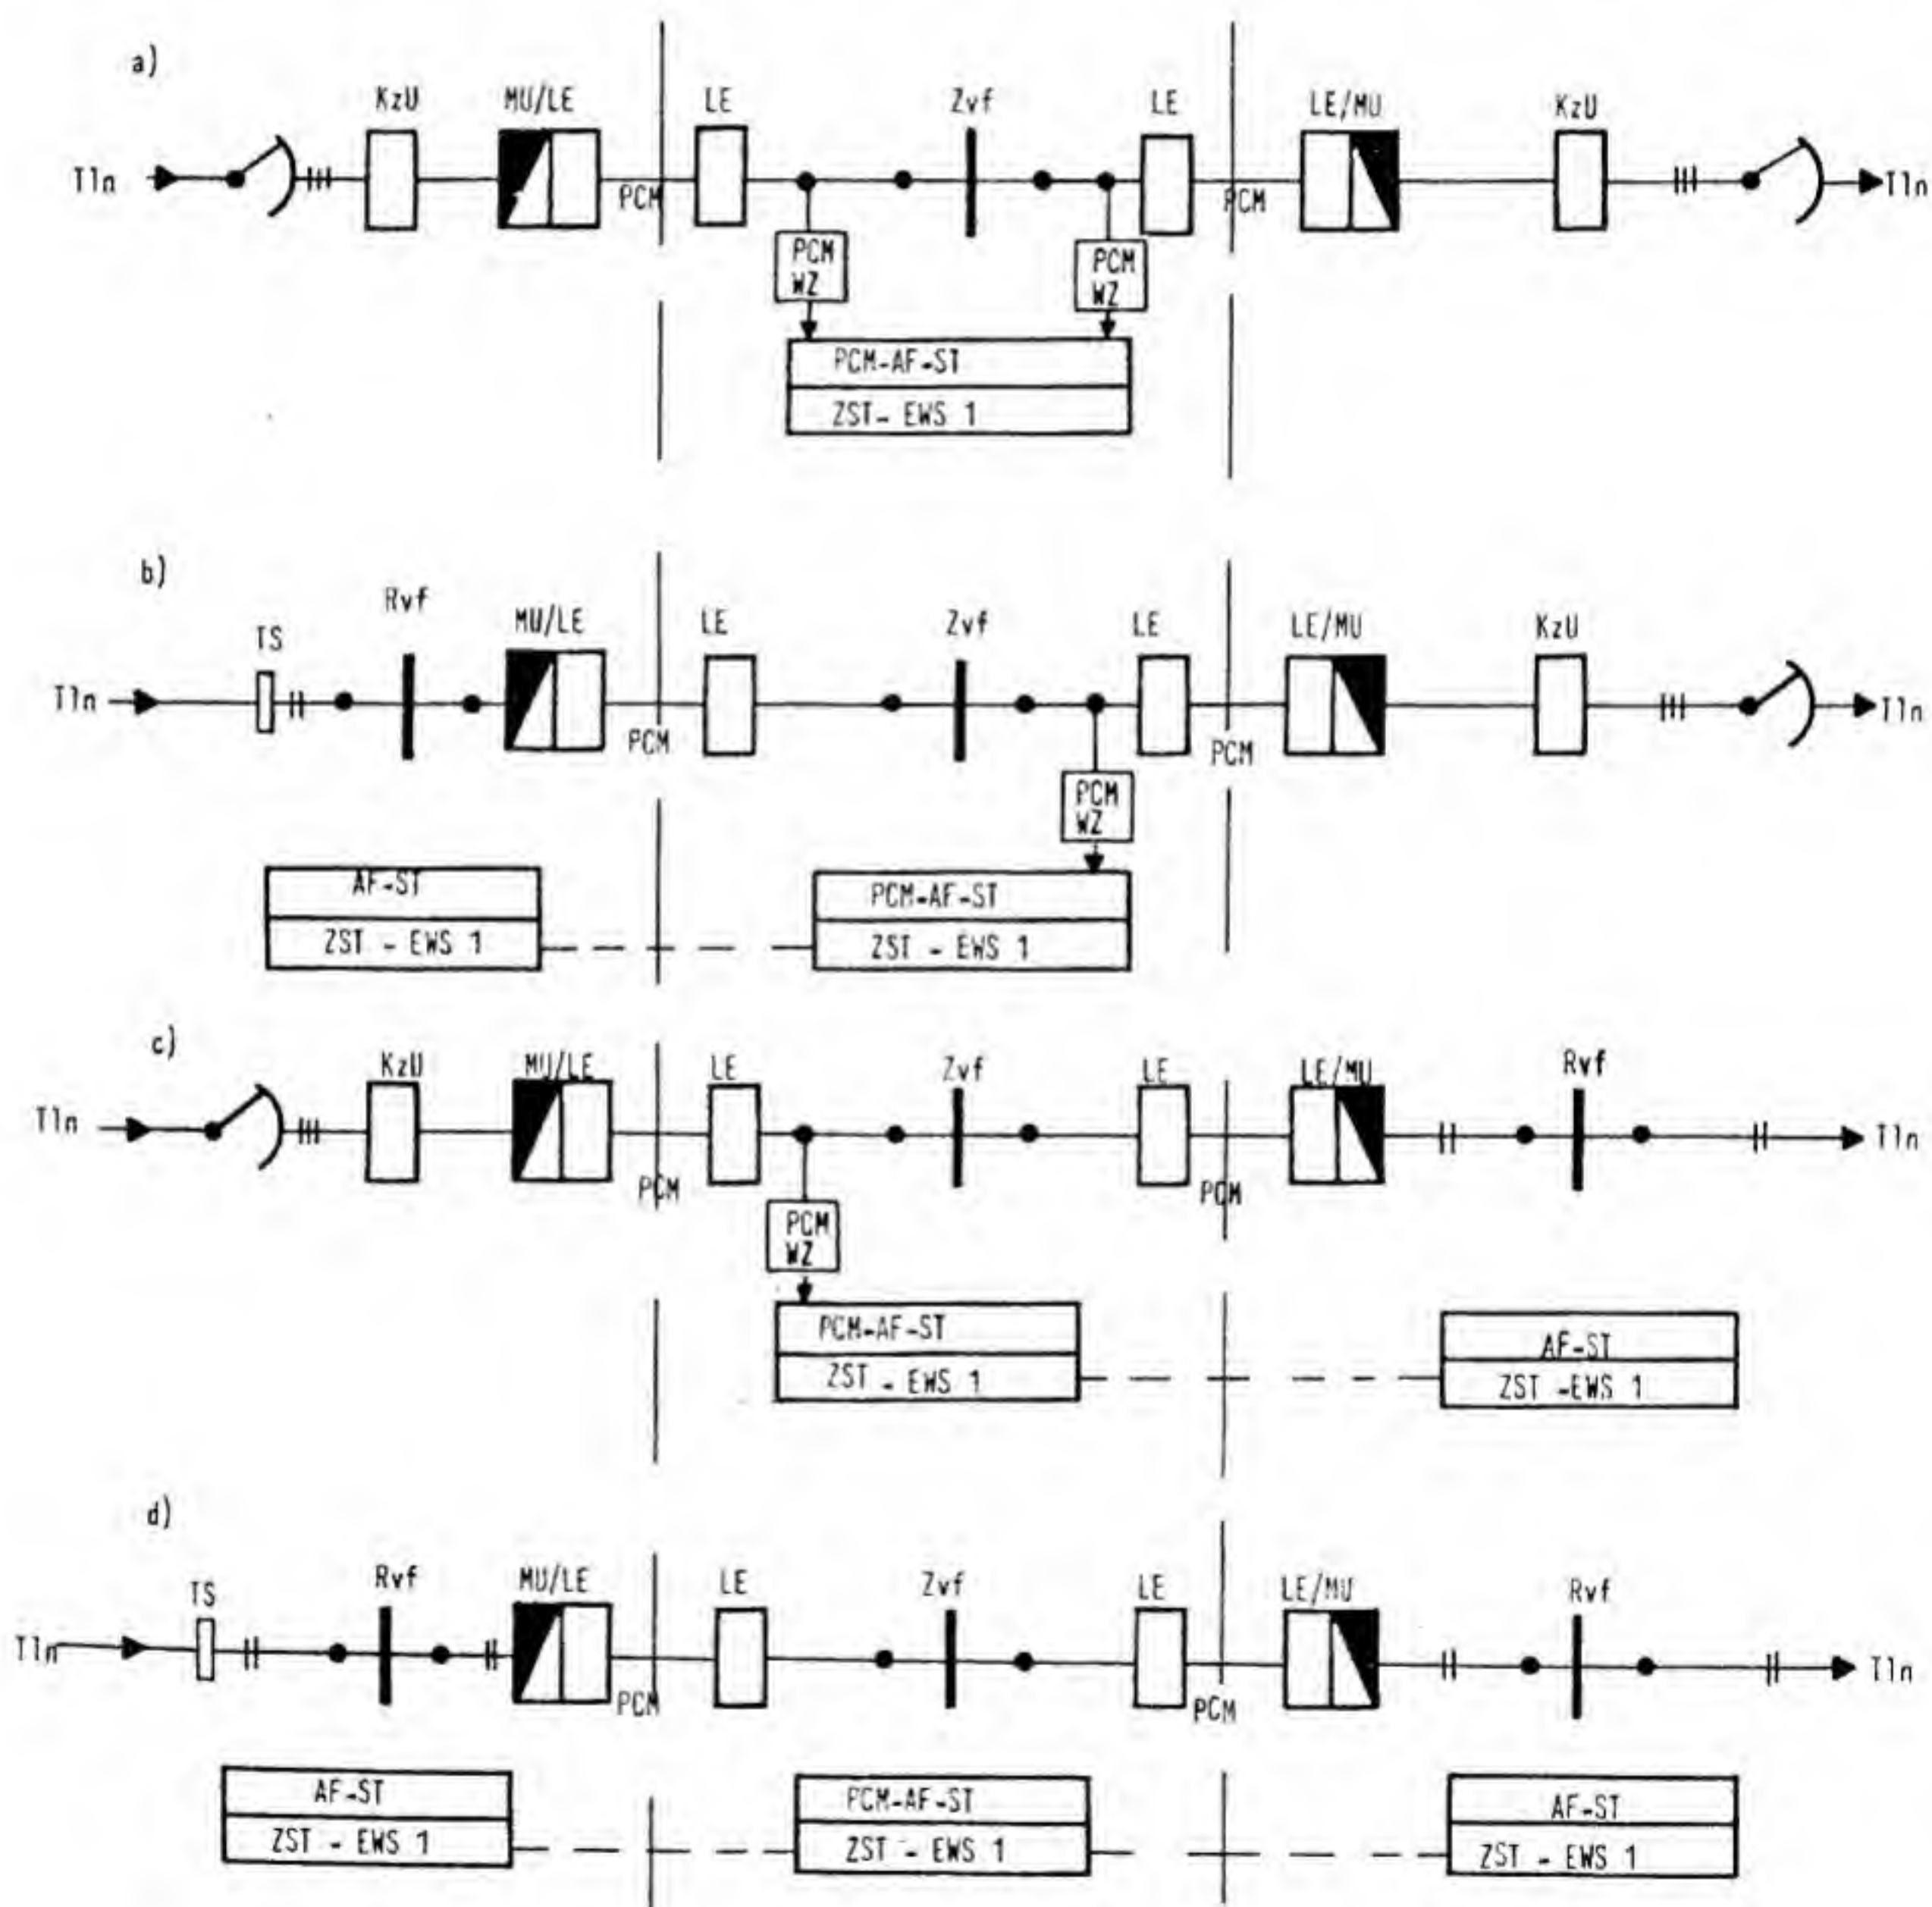 a)
KzU MU/LE LE Zvf LE LE/MU KzU
Tln PCM PCM Tln
PCM PCM
WZ WZ
PCM-AF-ST
ZST- EWS 1
b)
Rvf
TS MU/LE LE Zvf LE LE/MU KzU
Tln PCM PCM Tln
PCM
WZ
AF-ST PCM-AF-ST
ZST - EWS 1 ZST - EWS 1
c)
KzU MU/LE LE Zvf LE LE/MU Rvf
Tln PCM PCM Tln
PCM
WZ
PCM-AF-ST AF-ST
ZST - EWS 1 ZST -EWS 1
d)
TS Rvf MU/LE LE Zvf LE LE/MU Rvf
Tln PCM PCM Tln
AF-ST PCM-AF-ST AF-ST
ZST - EWS 1 ZST - EWS 1 ZST - EWS 1